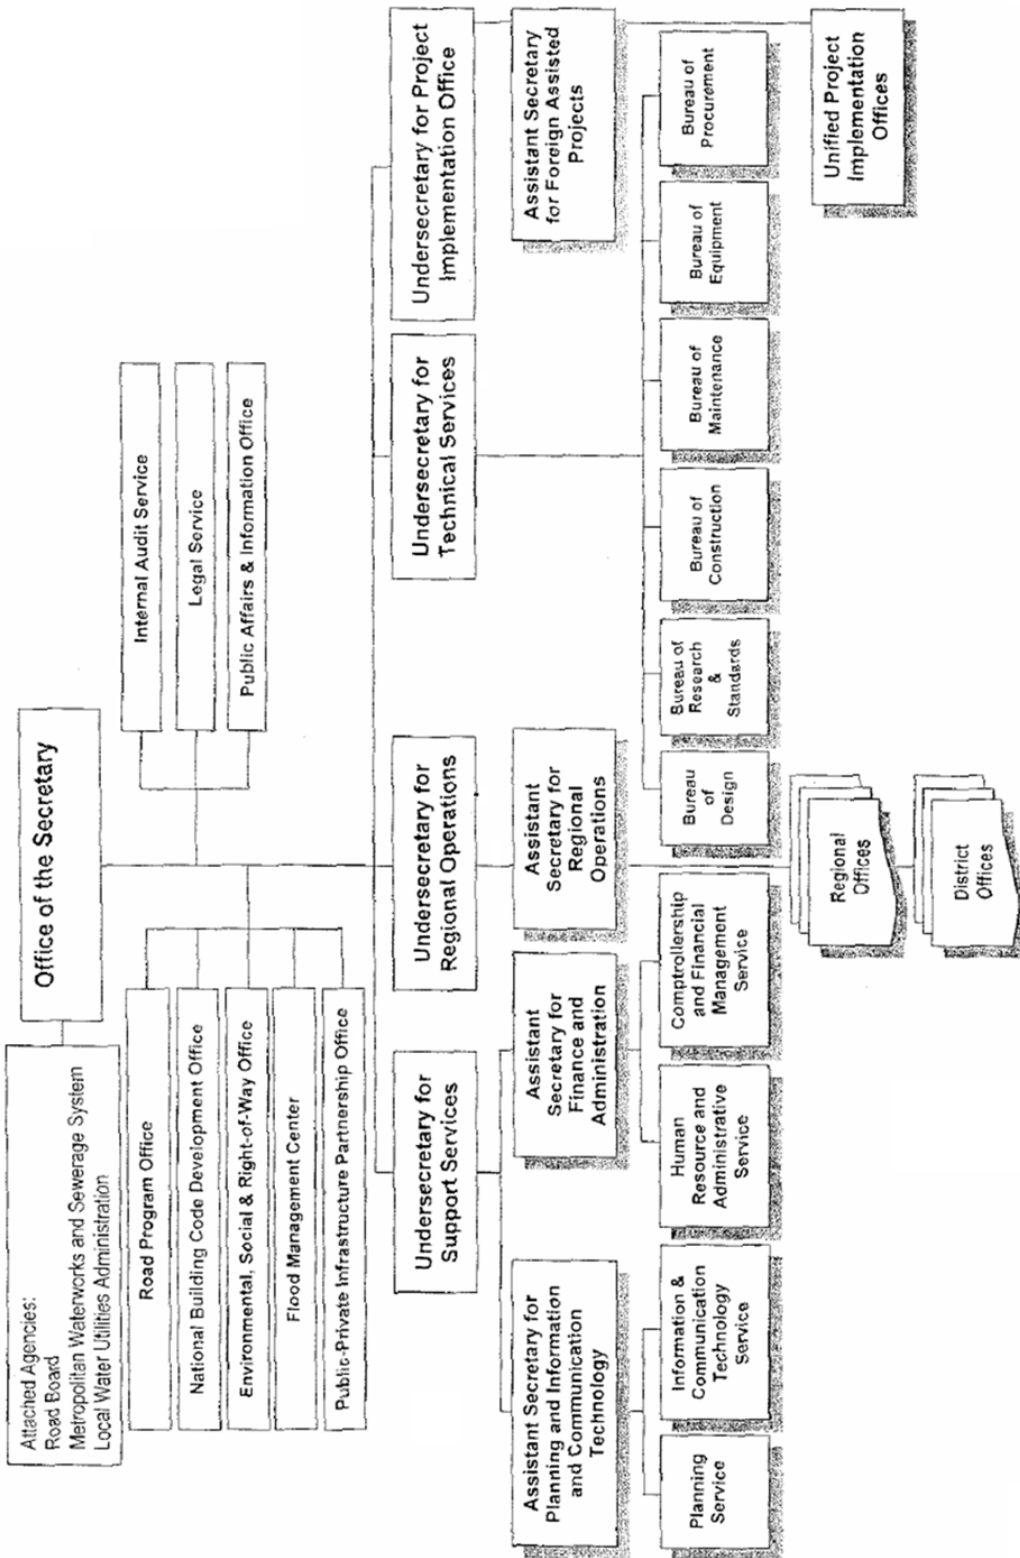 Office of the Secretary
Attached Agencies:
Road Board
Metropolitan Waterworks and Sewerage System
Local Water Utilities Administration
Internal Audit Service
Legal Service
Public Affairs & Information Office
Road Program Office
National Building Code Development Office
Environmental, Social & Right-of-Way Office
Flood Management Center
Public-Private Infrastructure Partnership Office
Undersecretary for
Support Services
Undersecretary for
Regional Operations
Undersecretary for
Technical Services
Undersecretary for Project
Implementation Office
Assistant Secretary for
Planning and Information
and Communication
Technology
Assistant
Secretary for
Finance and
Administration
Assistant
Secretary for
Regional
Operations
Assistant Secretary
for Foreign Assisted
Projects
Planning
Service
Information &
Communication
Technology
Service
Human
Resource and
Administrative
Service
Comptrollership
and Financial
Management
Service
Bureau
of
Design
Bureau of
Research
&
Standards
Bureau of
Construction
Bureau of
Maintenance
Bureau of
Equipment
Bureau of
Procurement
Regional
Offices
District
Offices
Unified Project
Implementation
Offices